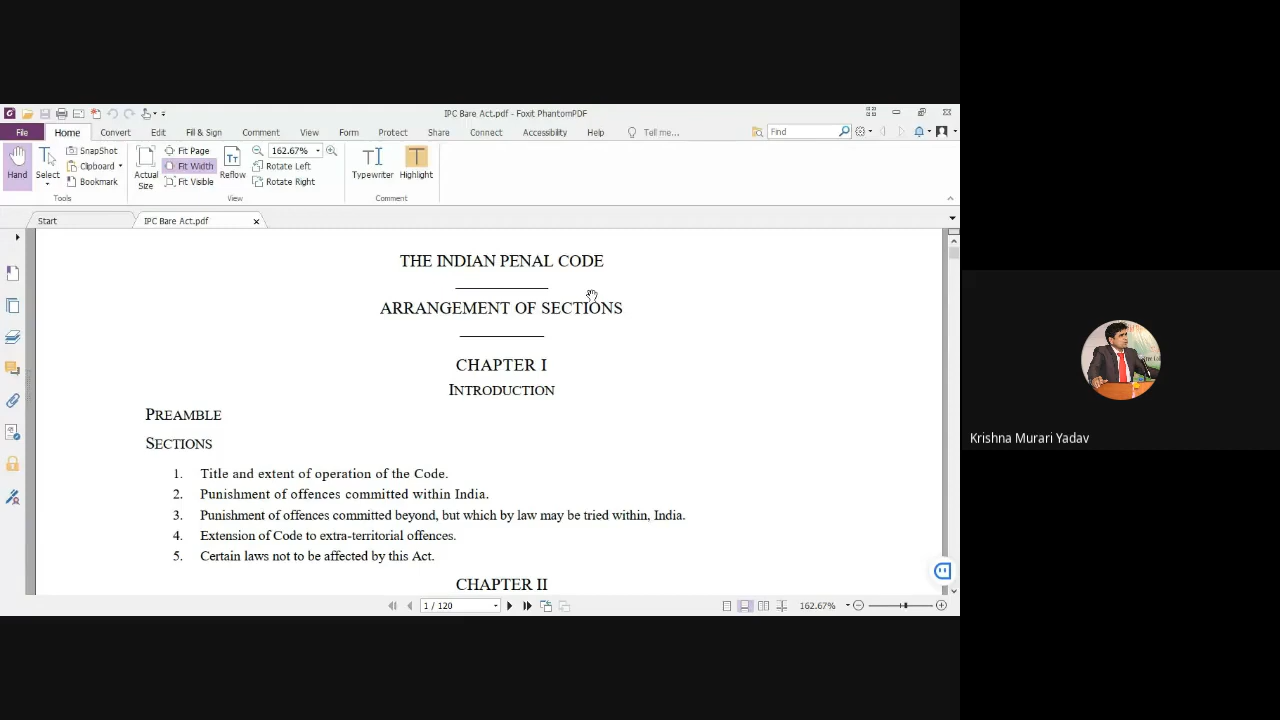 IPC Bare Act.pdf - Foxit PhantomPDF
File Home Convert Edit Fill & Sign Comment View Form Protect Share Connect Accessibility Help Tell me... Find
Hand
Select
SnapShot
Clipboard
Bookmark
Tools
Actual Size
Fit Page
Fit Width
Fit Visible
Reflow
162.67%
Rotate Left
Rotate Right
View
Typewriter
Highlight
Comment
Start IPC Bare Act.pdf
THE INDIAN PENAL CODE
ARRANGEMENT OF SECTIONS
CHAPTER I
INTRODUCTION
PREAMBLE
SECTIONS
1. Title and extent of operation of the Code.
2. Punishment of offences committed within India.
3. Punishment of offences committed beyond, but which by law may be tried within, India.
4. Extension of Code to extra-territorial offences.
5. Certain laws not to be affected by this Act.
CHAPTER II
1 / 120
162.67%
Krishna Murari Yadav